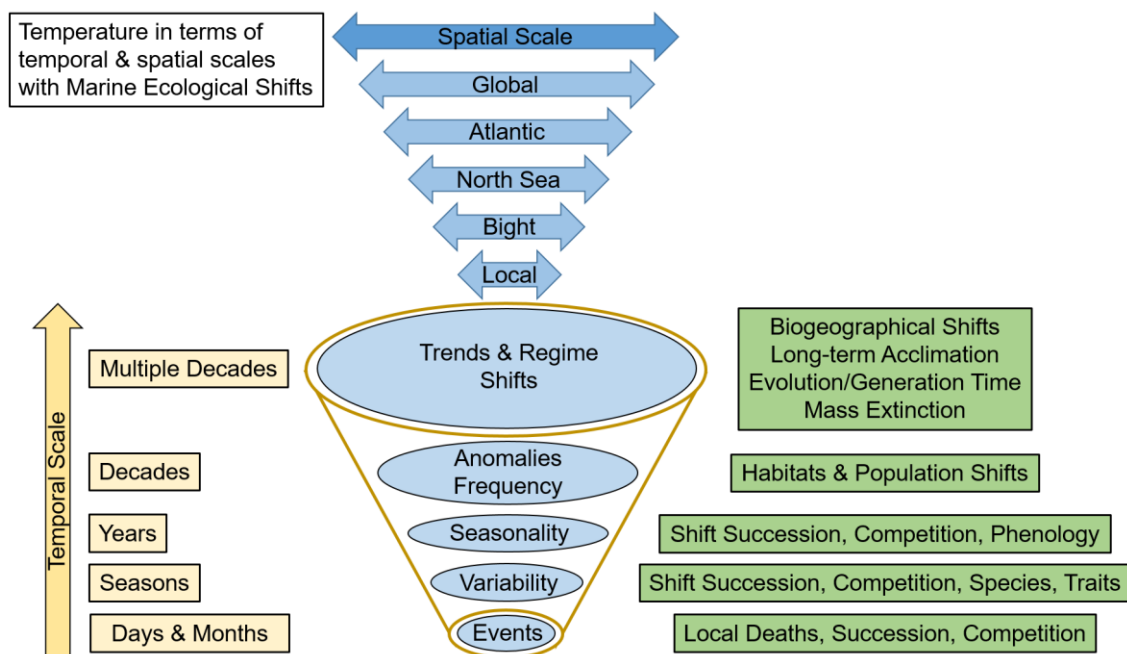 Temperature in terms of
temporal & spatial scales
with Marine Ecological Shifts
Spatial Scale
Global
Atlantic
North Sea
Bight
Local
Temporal Scale
Multiple Decades
Trends & Regime
Shifts
Biogeographical Shifts
Long-term Acclimation
Evolution/Generation Time
Mass Extinction
Decades
Anomalies
Frequency
Habitats & Population Shifts
Years
Seasonality
Shift Succession, Competition, Phenology
Seasons
Variability
Shift Succession, Competition, Species, Traits
Days & Months
Events
Local Deaths, Succession, Competition